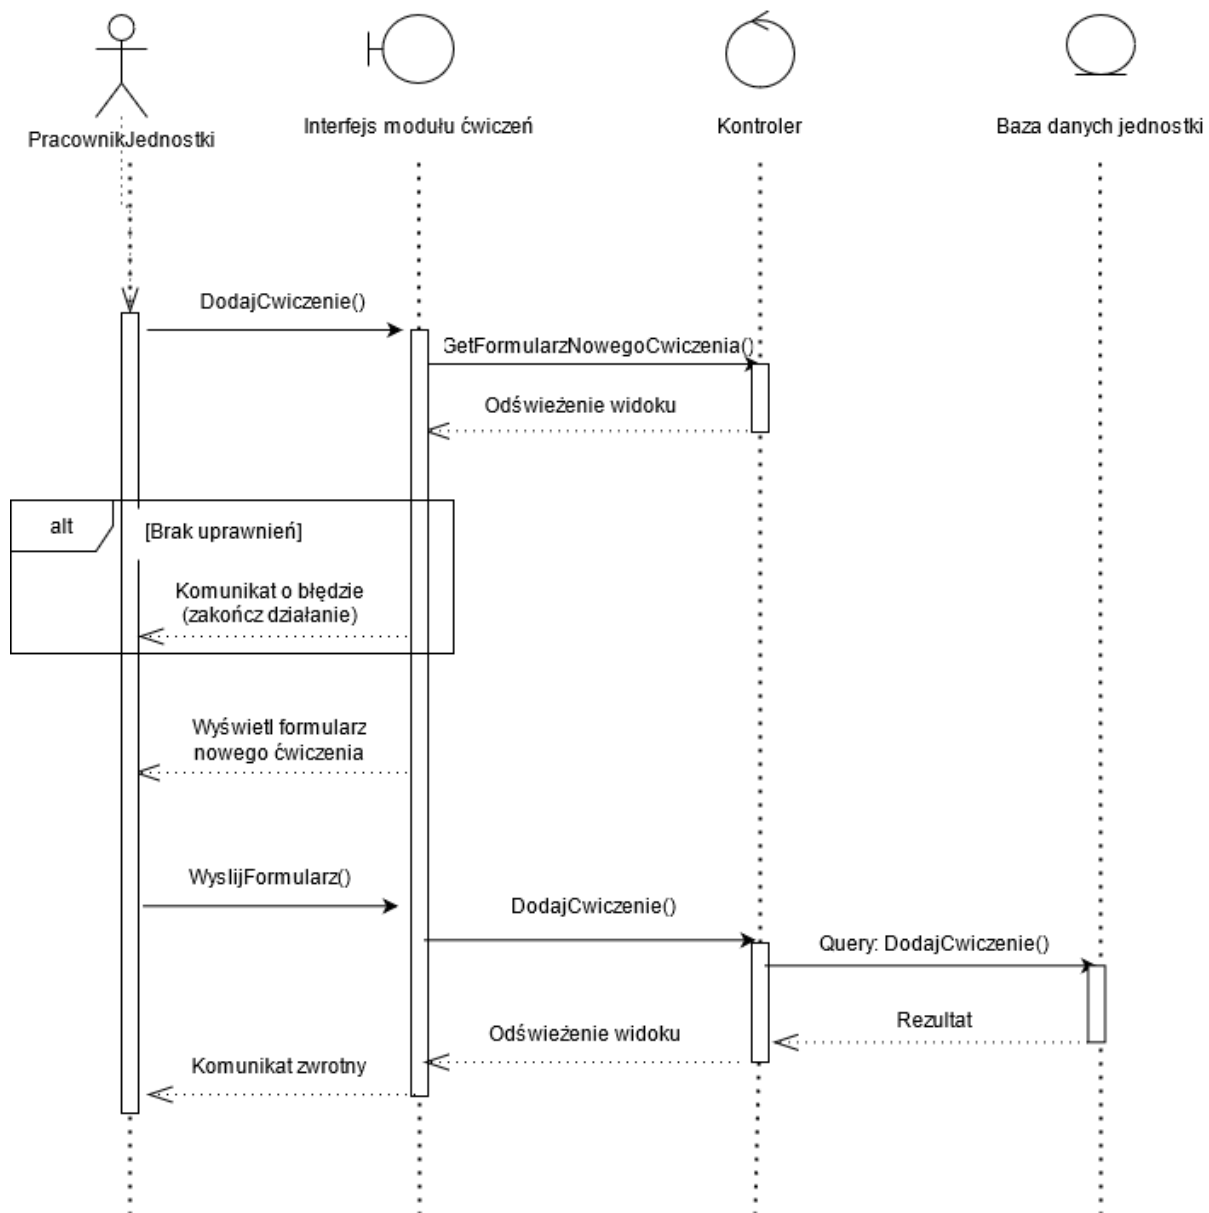 PracownikJednostki
Interfejs modułu ćwiczeń
Kontroler
Baza danych jednostki
DodajCwiczenie()
GetFormularzNowegoCwiczenia()
Odświeżenie widoku
alt
[Brak uprawnień]
Komunikat o błędzie
(zakończ działanie)
Wyświetl formularz
nowego ćwiczenia
WyslijFormularz()
DodajCwiczenie()
Query: DodajCwiczenie()
Rezultat
Odświeżenie widoku
Komunikat zwrotny